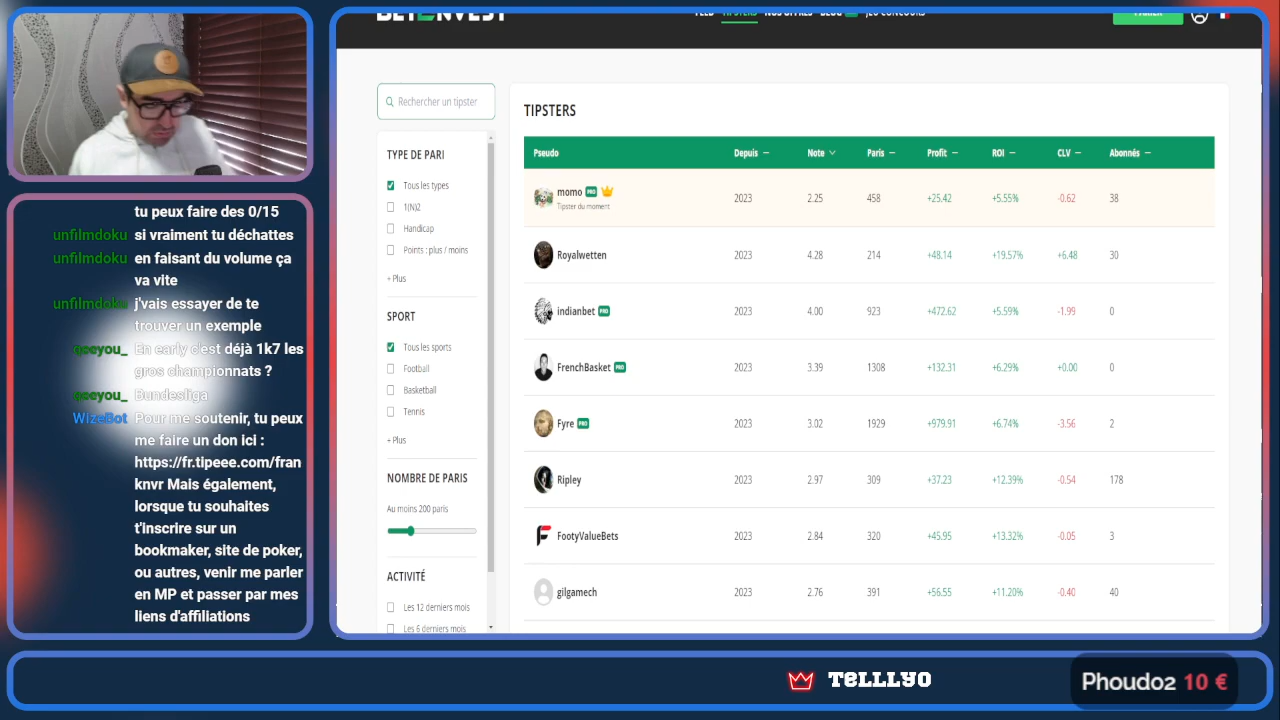 tu peux faire des 0/15
unfilmdoku si vraiment tu déchattes
unfilmdoku en faisant du volume ça
va vite
unfilmdoku j'vais essayer de te
trouver un exemple
geeyou_ En early c'est déjà 1k7 les
gros championnats ?
geeyou_ Bundesliga
WizeBot Pour me soutenir, tu peux
me faire un don ici :
https://fr.tipeee.com/fran
knvr Mais également,
lorsque tu souhaites
t'inscrire sur un
bookmaker, site de poker,
ou autres, venir me parler
en MP et passer par mes
liens d'affiliations
FEED TIPSTERS NOS OFFRES BLOG JEU CONCOURS
Rechercher un tipster
TYPE DE PARI
Tous les types
1(N)2
Handicap
Points : plus / moins
+ Plus
SPORT
Tous les sports
Football
Basketball
Tennis
+ Plus
NOMBRE DE PARIS
Au moins 200 paris
ACTIVITÉ
Les 12 derniers mois
Les 6 derniers mois
TIPSTERS
Pseudo Depuis Note Paris Profit ROI CLV Abonnés
momo PRO 2023 2.25 458 +25.42 +5.55% -0.62 38
Tipster du moment
Royalwetten 2023 4.28 214 +48.14 +19.57% +6.48 30
indianbet PRO 2023 4.00 923 +472.62 +5.59% -1.99 0
FrenchBasket PRO 2023 3.39 1308 +132.31 +6.29% +0.00 0
Fyre PRO 2023 3.02 1929 +979.91 +6.74% -3.56 2
Ripley 2023 2.97 309 +37.23 +12.39% -0.54 178
FootyValueBets 2023 2.84 320 +45.95 +13.32% -0.05 3
gilgamech 2023 2.76 391 +56.55 +11.20% -0.40 40
TELLLYO
Phoudo2 10 €